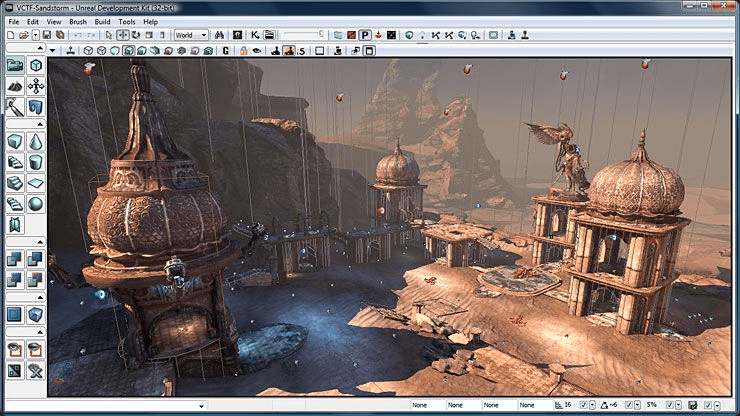 VCTF-Sandstorm - Unreal Development Kit (32-bit)
File Edit View Brush Build Tools Help
World
P
G
S
None None None None 16 ~6 5%